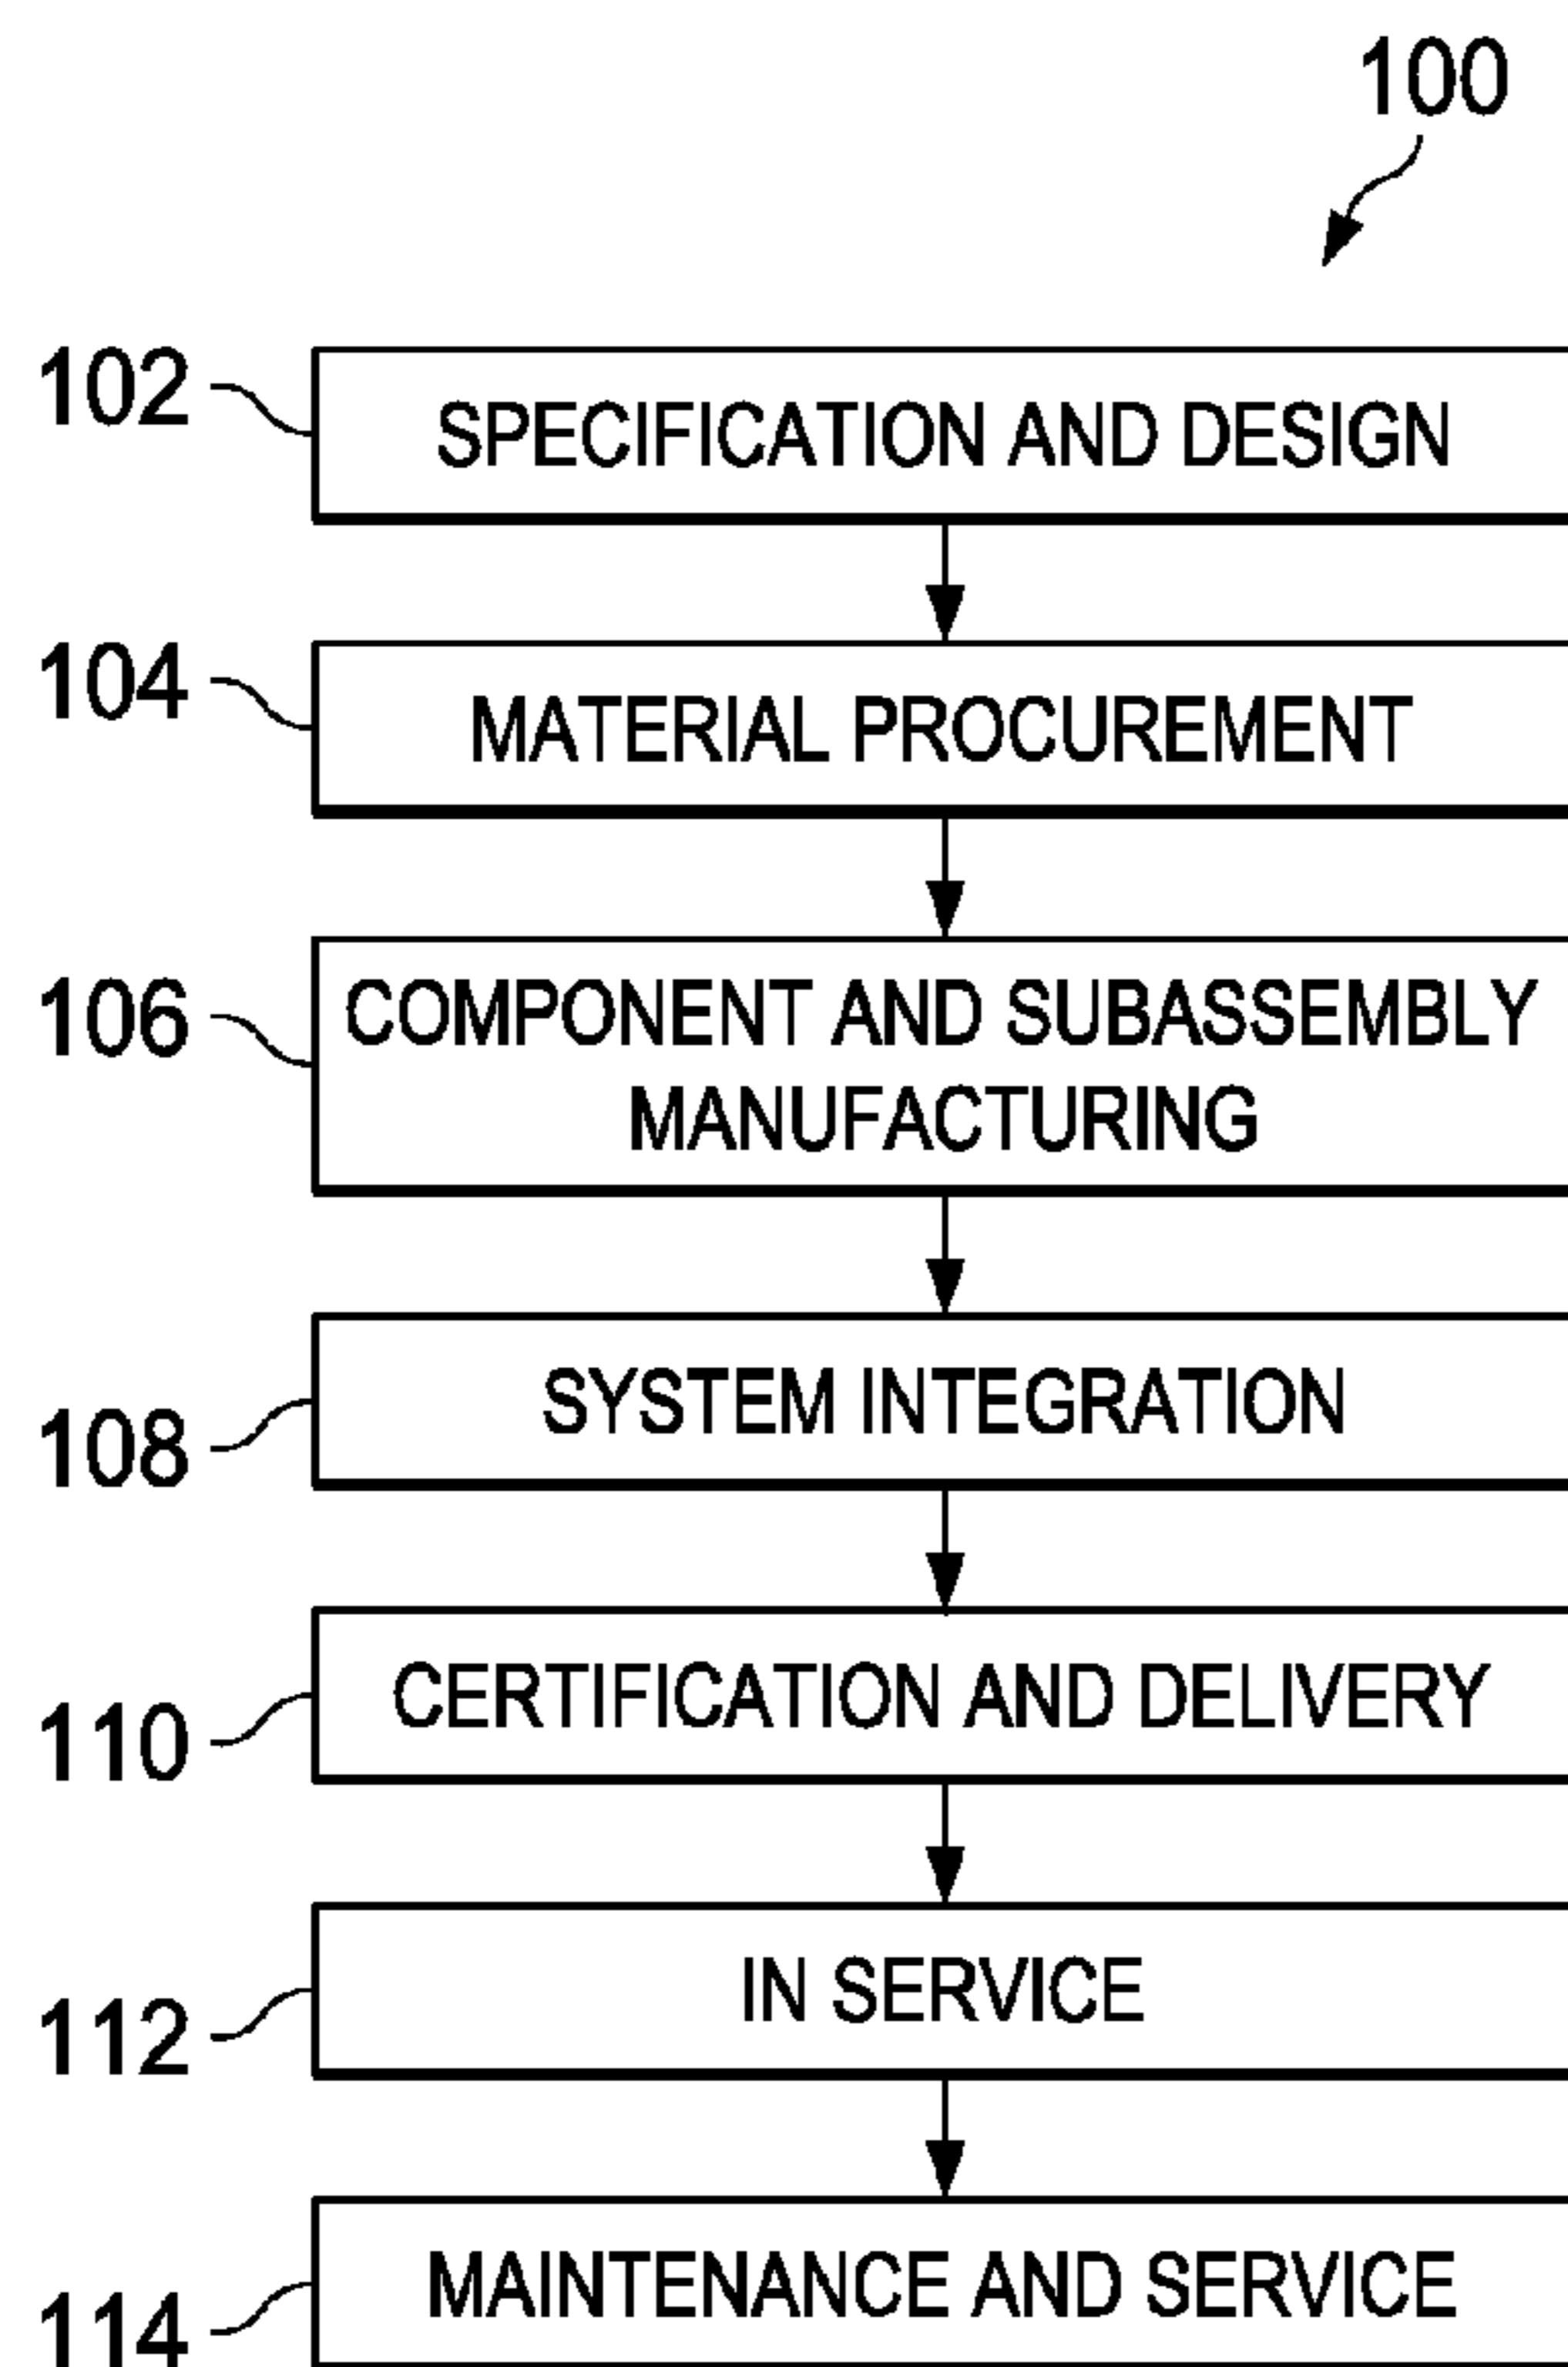 100
102
SPECIFICATION AND DESIGN
104
MATERIAL PROCUREMENT
106
COMPONENT AND SUBASSEMBLY
MANUFACTURING
108
SYSTEM INTEGRATION
110
CERTIFICATION AND DELIVERY
112
IN SERVICE
114
MAINTENANCE AND SERVICE